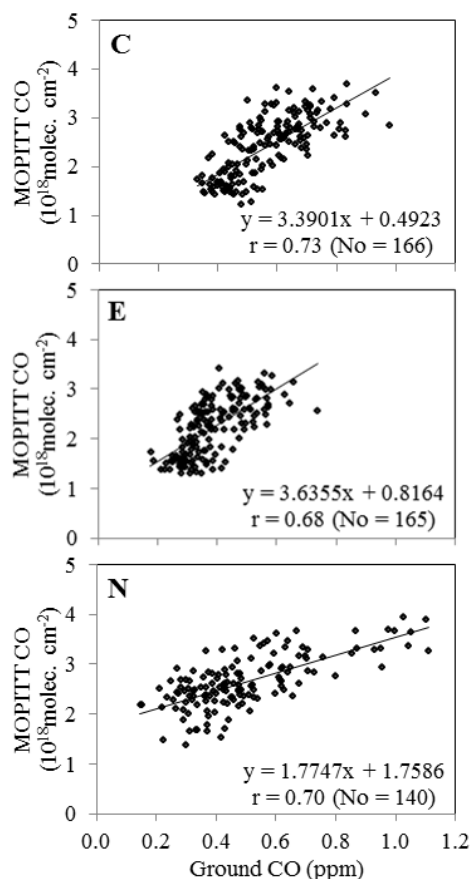 5
C
4
MOPITT CO
(10¹⁸molec. cm⁻²)
3
2
1
y = 3.3901x + 0.4923
r = 0.73 (No = 166)
0
5
E
4
MOPITT CO
(10¹⁸molec. cm⁻²)
3
2
1
y = 3.6355x + 0.8164
r = 0.68 (No = 165)
0
5
N
4
MOPITT CO
(10¹⁸molec. cm⁻²)
3
2
1
y = 1.7747x + 1.7586
r = 0.70 (No = 140)
0
0.0 0.2 0.4 0.6 0.8 1.0 1.2
Ground CO (ppm)